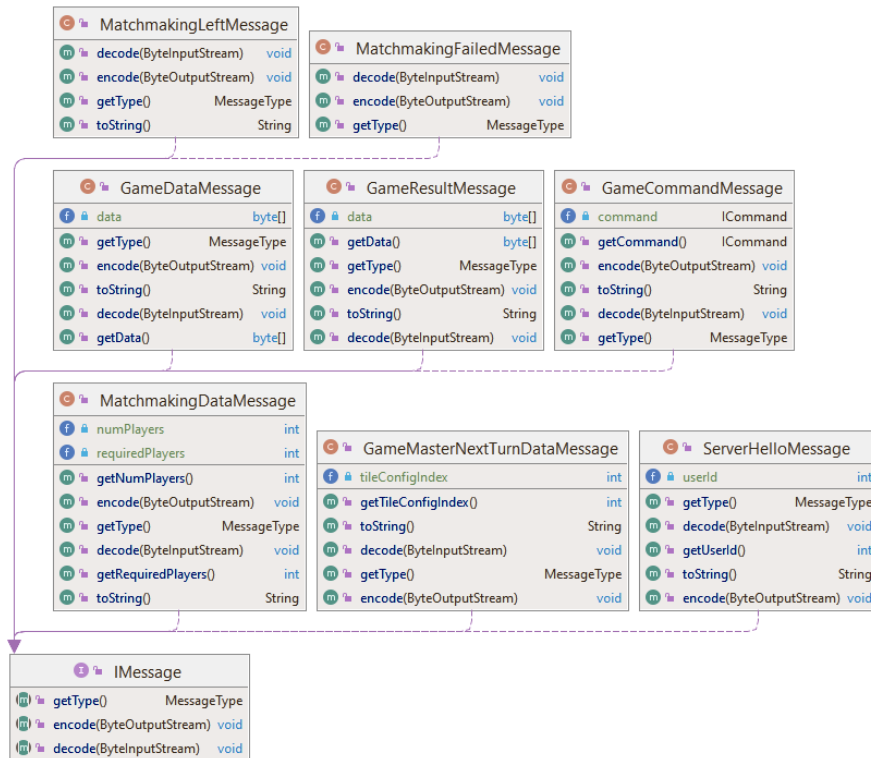 MatchmakingLeftMessage
decode(ByteInputStream) void
encode(ByteOutputStream) void
getType() MessageType
toString() String
MatchmakingFailedMessage
decode(ByteInputStream) void
encode(ByteOutputStream) void
getType() MessageType
GameDataMessage
data byte[]
getType() MessageType
encode(ByteOutputStream) void
toString() String
decode(ByteInputStream) void
getData() byte[]
GameResultMessage
data byte[]
getData() byte[]
getType() MessageType
encode(ByteOutputStream) void
toString() String
decode(ByteInputStream) void
GameCommandMessage
command ICommand
getCommand() ICommand
encode(ByteOutputStream) void
toString() String
decode(ByteInputStream) void
getType() MessageType
MatchmakingDataMessage
numPlayers int
requiredPlayers int
getNumPlayers() int
encode(ByteOutputStream) void
getType() MessageType
decode(ByteInputStream) void
getRequiredPlayers() int
toString() String
GameMasterNextTurnDataMessage
tileConfigIndex int
getTileConfigIndex() int
toString() String
decode(ByteInputStream) void
getType() MessageType
encode(ByteOutputStream) void
ServerHelloMessage
userId int
getType() MessageType
decode(ByteInputStream) void
getUserId() int
toString() String
encode(ByteOutputStream) void
IMessage
getType() MessageType
encode(ByteOutputStream) void
decode(ByteInputStream) void